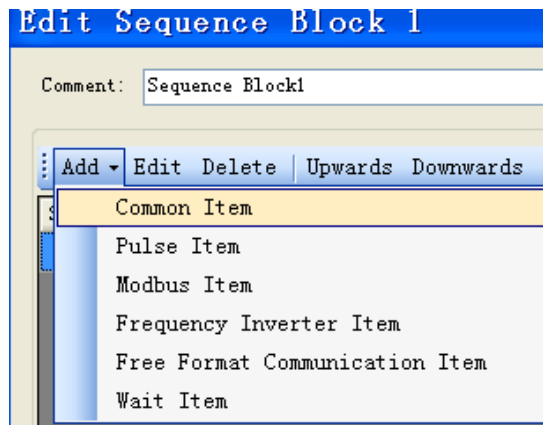 Edit Sequence Block 1
Comment: Sequence Block1
Add Edit Delete Upwards Downwards
Common Item
Pulse Item
Modbus Item
Frequency Inverter Item
Free Format Communication Item
Wait Item